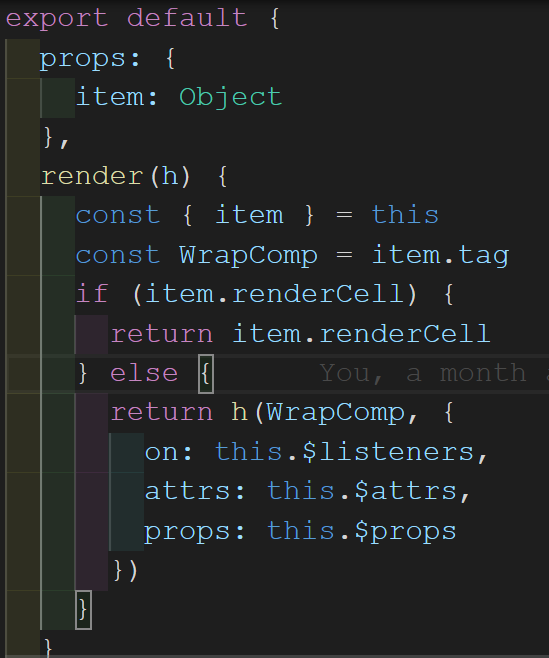 export default {
props: {
item: Object
},
render(h) {
const { item } = this
const WrapComp = item.tag
if (item.renderCell) {
return item.renderCell
} else { You, a month
return h(WrapComp, {
on: this.$listeners,
attrs: this.$attrs,
props: this.$props
})
}
}